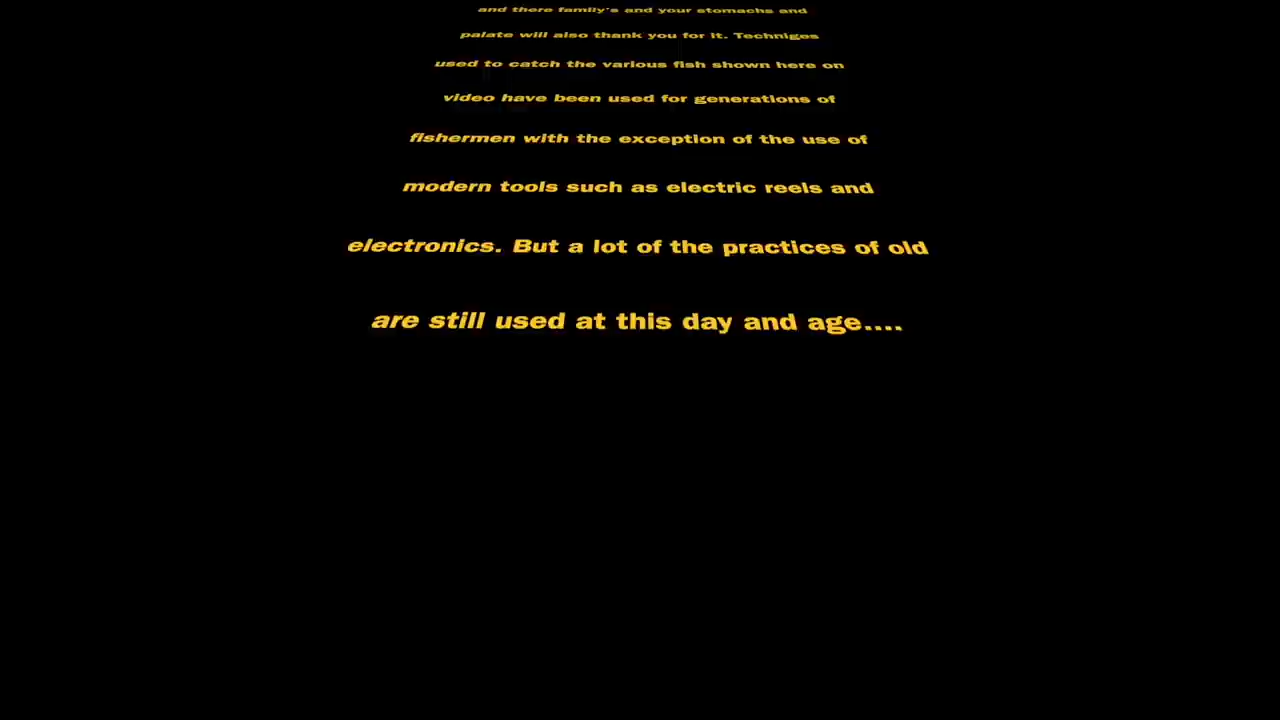 and there family's and your stomachs and
palate will also thank you for it. Techniges
used to catch the various fish shown here on
video have been used for generations of
fishermen with the exception of the use of
modern tools such as electric reels and
electronics. But a lot of the practices of old
are still used at this day and age....